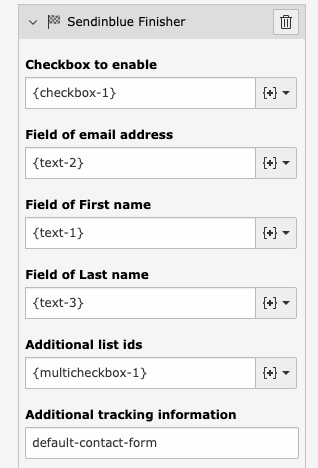 Sendinblue Finisher
Checkbox to enable
{checkbox-1}
{+}
Field of email address
{text-2}
{+}
Field of First name
{text-1}
{+}
Field of Last name
{text-3}
{+}
Additional list ids
{multicheckbox-1}
{+}
Additional tracking information
default-contact-form